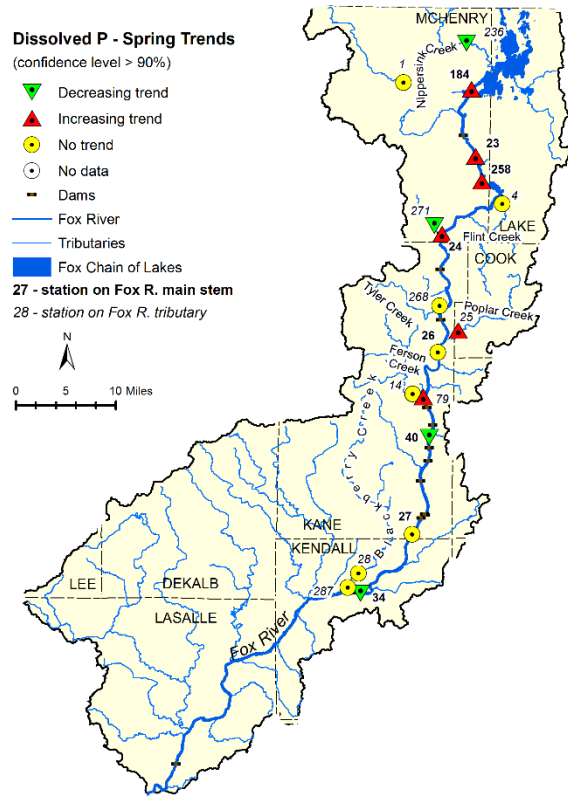 Dissolved P - Spring Trends
(confidence level > 90%)
Decreasing trend
Increasing trend
No trend
No data
Dams
Fox River
Tributaries
Fox Chain of Lakes
27 - station on Fox R. main stem
28 - station on Fox R. tributary
N
0 5 10 Miles
MCHENRY
236
Nippersink Creek
1
184
23
258
4
271
LAKE
24
Flint Creek
COOK
Tyler Creek
268
Poplar Creek
25
26
Ferson
Creek
14
79
40
Blackberry Creek
27
KANE
KENDALL
28
287
34
LEE
DEKALB
LASALLE
Fox River